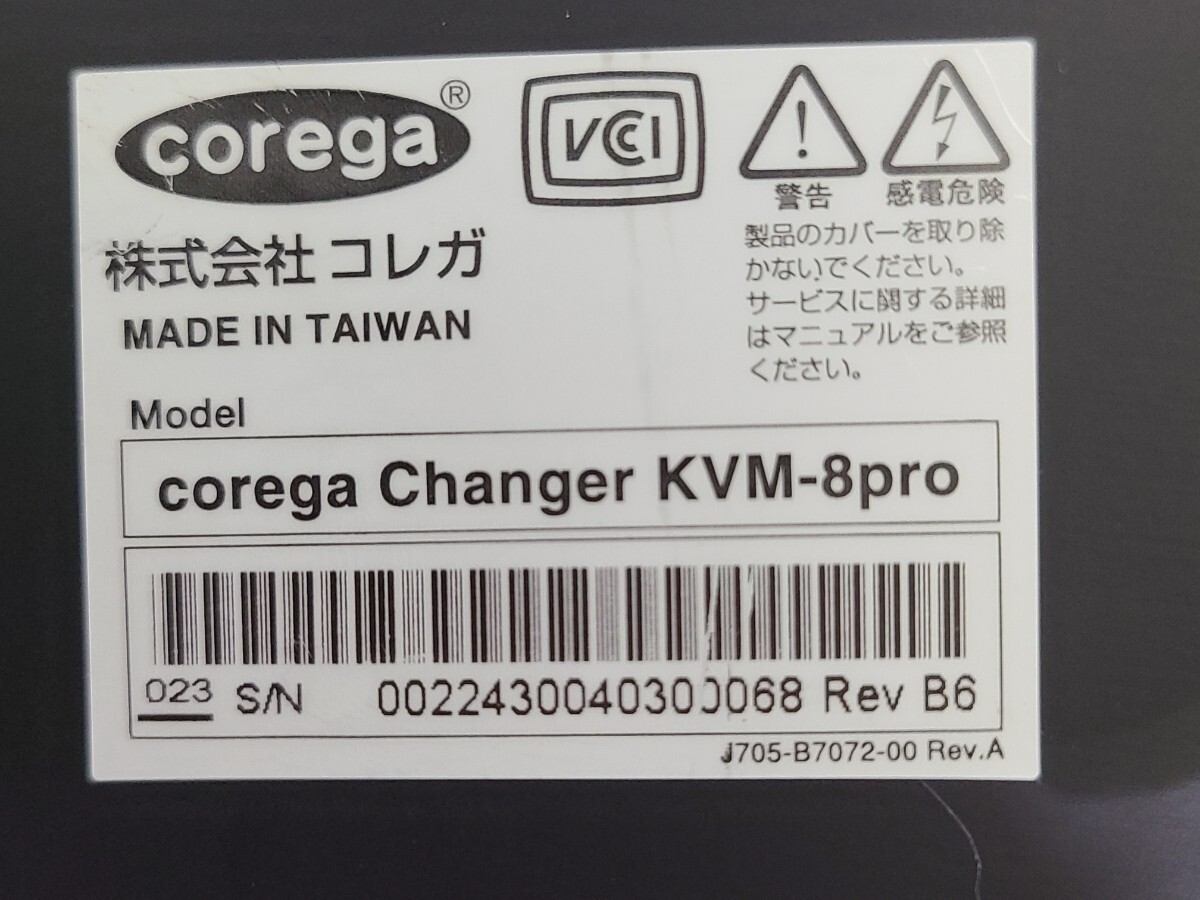 corega®
VCCI
警告
感電危険
株式会社 コレガ
MADE IN TAIWAN
製品のカバーを取り除
かないでください。
サービスに関する詳細
はマニュアルをご参照
ください。
Model
corega Changer KVM-8pro
023 S/N 0022430040300068 Rev B6
J705-B7072-00 Rev.A